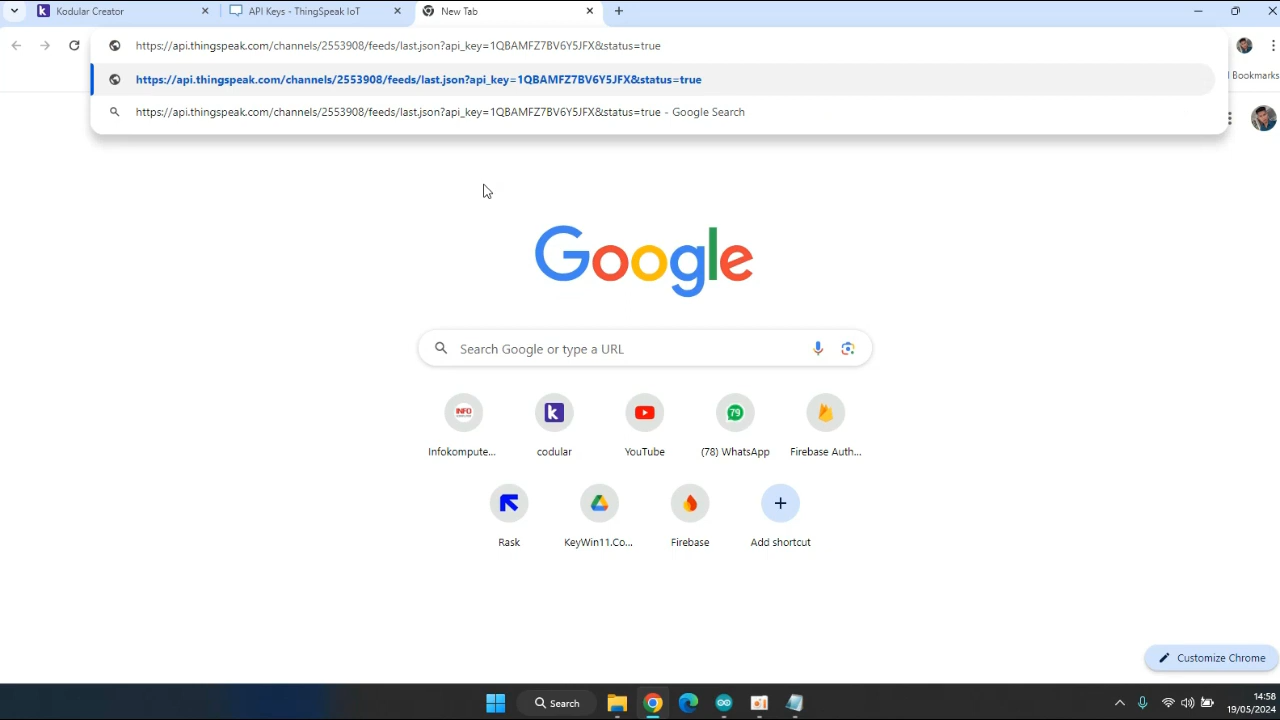 Kodular Creator
API Keys - ThingSpeak IoT
New Tab
https://api.thingspeak.com/channels/2553908/feeds/last.json?api_key=1QBAMFZ7BV6Y5JFX&status=true
https://api.thingspeak.com/channels/2553908/feeds/last.json?api_key=1QBAMFZ7BV6Y5JFX&status=true
https://api.thingspeak.com/channels/2553908/feeds/last.json?api_key=1QBAMFZ7BV6Y5JFX&status=true - Google Search
Bookmarks
Google
Search Google or type a URL
INFO
k
79
Infokompute...
codular
YouTube
(78) WhatsApp
Firebase Auth...
Rask
KeyWin11.Co...
Firebase
Add shortcut
Customize Chrome
Search
14:58
19/05/2024